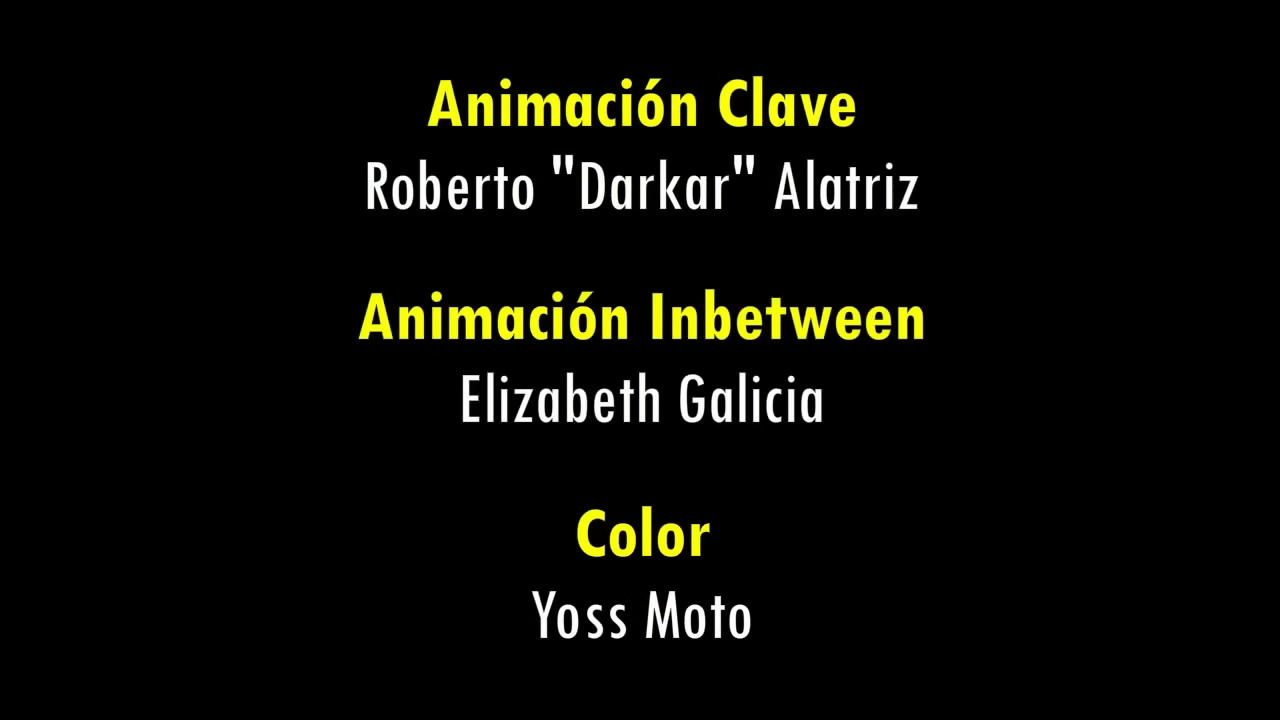 Animación Clave
Roberto "Darkar" Alatriz
Animación Inbetween
Elizabeth Galicia
Color
Yoss Moto